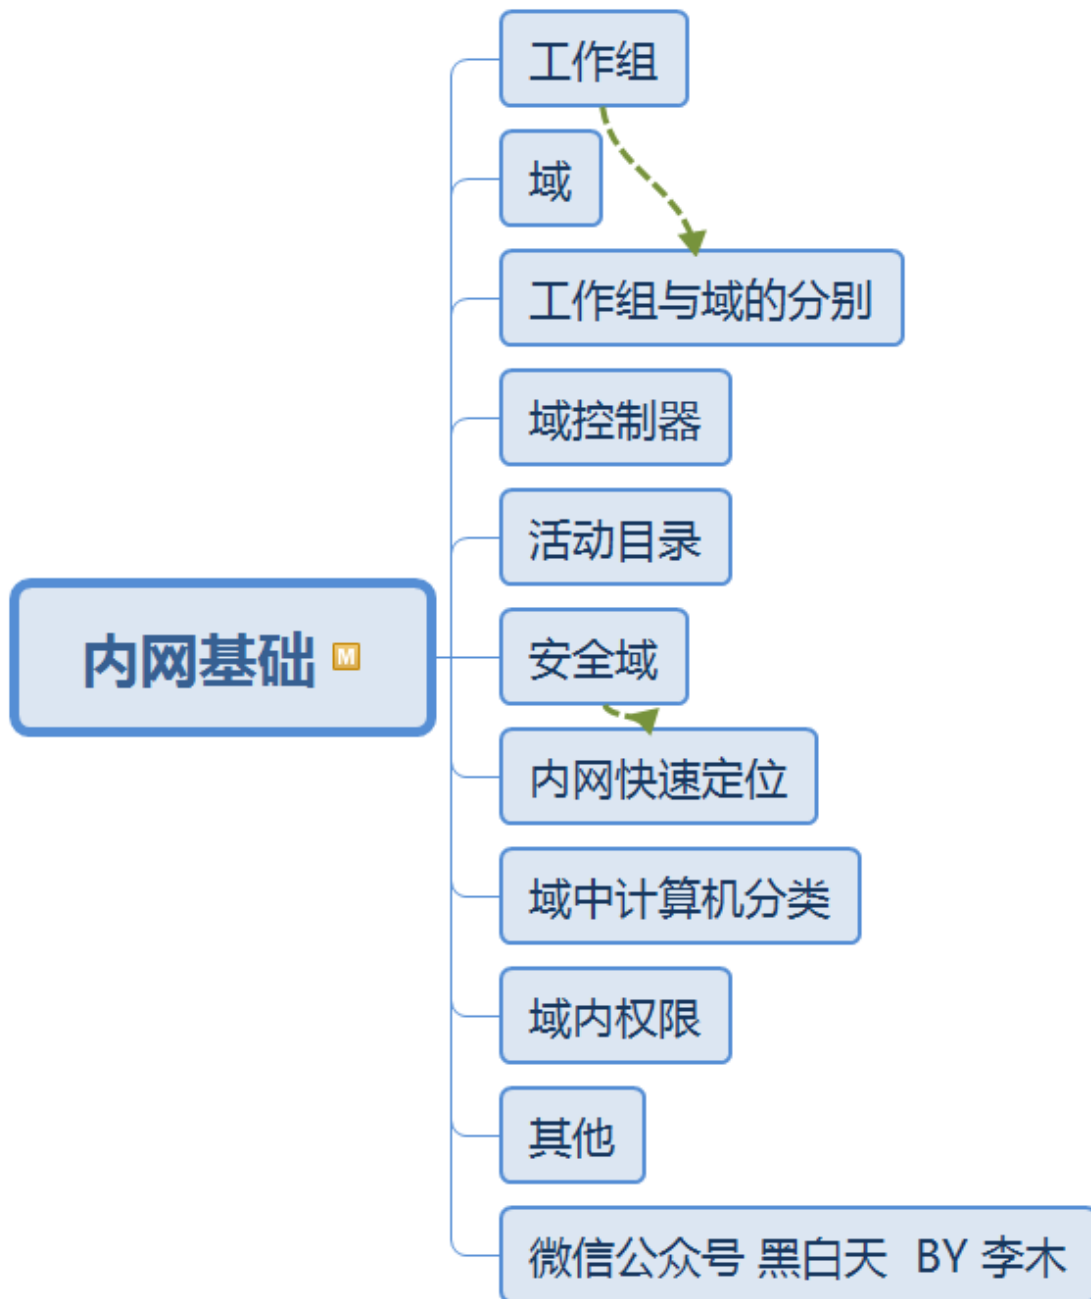 工作组
域
工作组与域的分别
域控制器
活动目录
安全域
内网基础 M
内网快速定位
域中计算机分类
域内权限
其他
微信公众号 黑白天 BY 李木